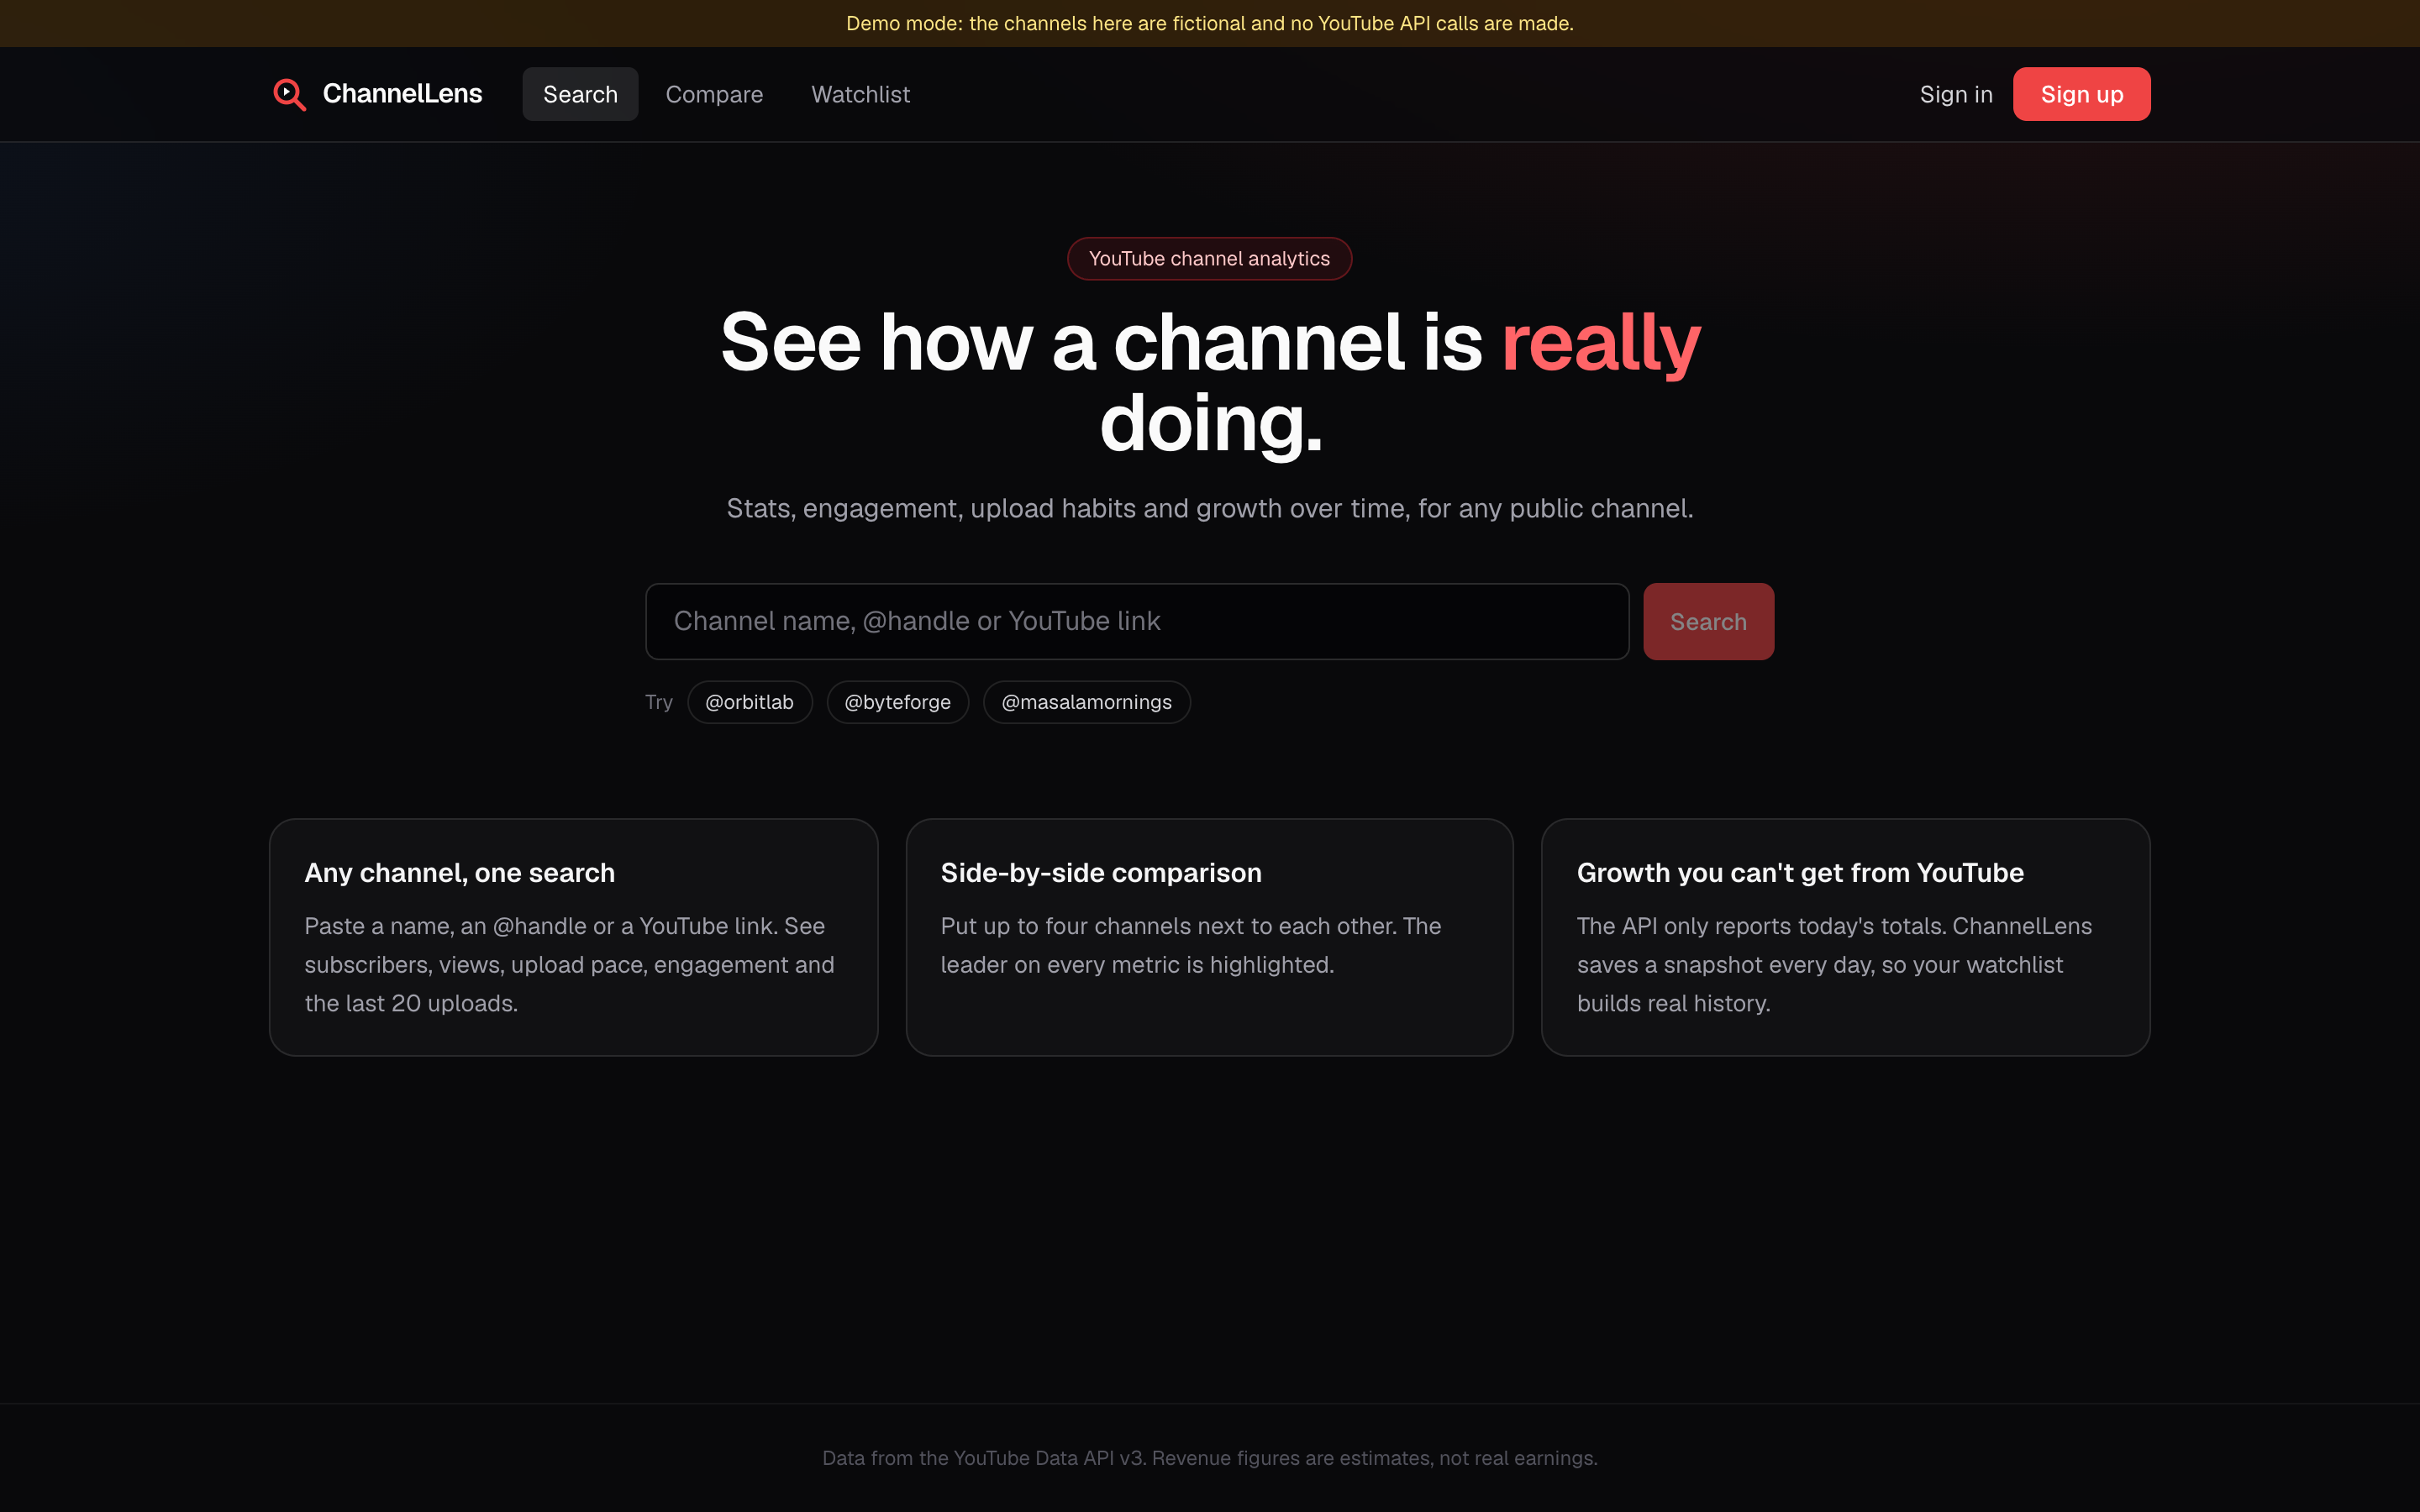 Demo mode: the channels here are fictional and no YouTube API calls are made.
ChannelLens
Search
Compare
Watchlist
Sign in
Sign up
YouTube channel analytics
See how a channel is really
doing.
Stats, engagement, upload habits and growth over time, for any public channel.
Channel name, @handle or YouTube link
Search
Try
@orbitlab
@byteforge
@masalamornings
Any channel, one search
Paste a name, an @handle or a YouTube link. See
subscribers, views, upload pace, engagement and
the last 20 uploads.
Side-by-side comparison
Put up to four channels next to each other. The
leader on every metric is highlighted.
Growth you can't get from YouTube
The API only reports today's totals. ChannelLens
saves a snapshot every day, so your watchlist
builds real history.
Data from the YouTube Data API v3. Revenue figures are estimates, not real earnings.